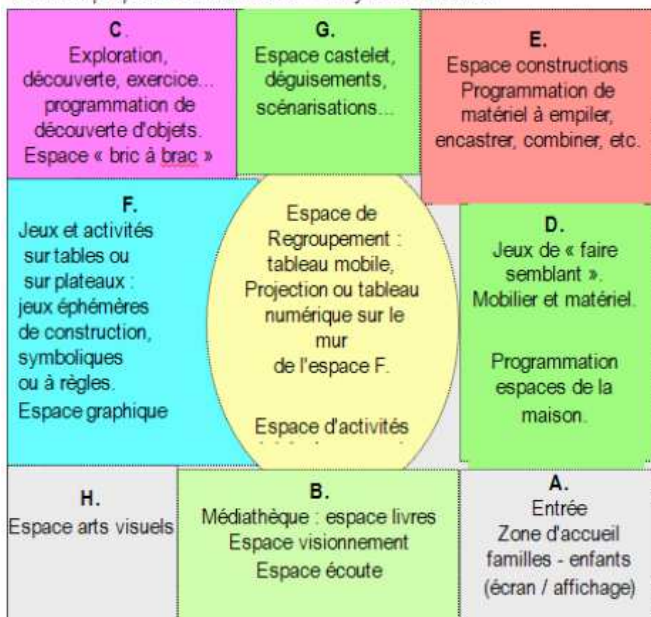 C.
Exploration,
découverte, exercice...
programmation de
découverte d'objets.
Espace « bric à brac »
G.
Espace castelet,
déguisements,
scénarisations...
E.
Espace constructions
Programmation de
matériel à empiler,
encastrer, combiner, etc.
F.
Jeux et activités
sur tables ou
sur plateaux :
jeux éphémères
de construction,
symboliques
ou à règles.
Espace graphique
Espace de
Regroupement :
tableau mobile,
Projection ou tableau
numérique sur le
mur
de l'espace F.
Espace d'activités
D.
Jeux de « faire
semblant ».
Mobilier et matériel.
Programmation
espaces de la
maison.
H.
Espace arts visuels
B.
Médiathèque : espace livres
Espace visionnement
Espace écoute
A.
Entrée
Zone d'accueil
familles - enfants
(écran / affichage)